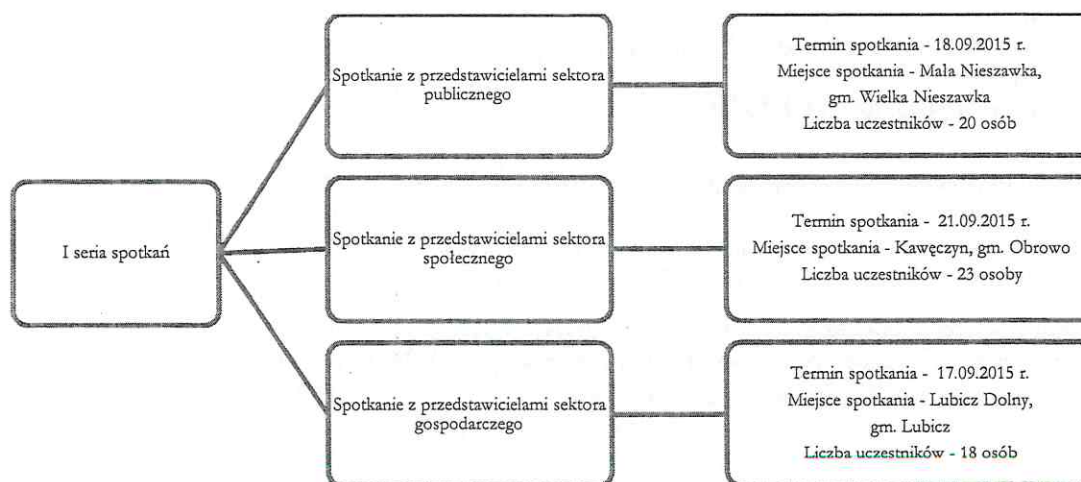 I seria spotkań
Spotkanie z przedstawicielami sektora
publicznego
Termin spotkania - 18.09.2015 r.
Miejsce spotkania - Mała Nieszawka,
gm. Wielka Nieszawka
Liczba uczestników - 20 osób
Spotkanie z przedstawicielami sektora
społecznego
Termin spotkania - 21.09.2015 r.
Miejsce spotkania - Kawęczyn, gm. Obrowo
Liczba uczestników - 23 osoby
Spotkanie z przedstawicielami sektora
gospodarczego
Termin spotkania - 17.09.2015 r.
Miejsce spotkania - Lubicz Dolny,
gm. Lubicz
Liczba uczestników - 18 osób